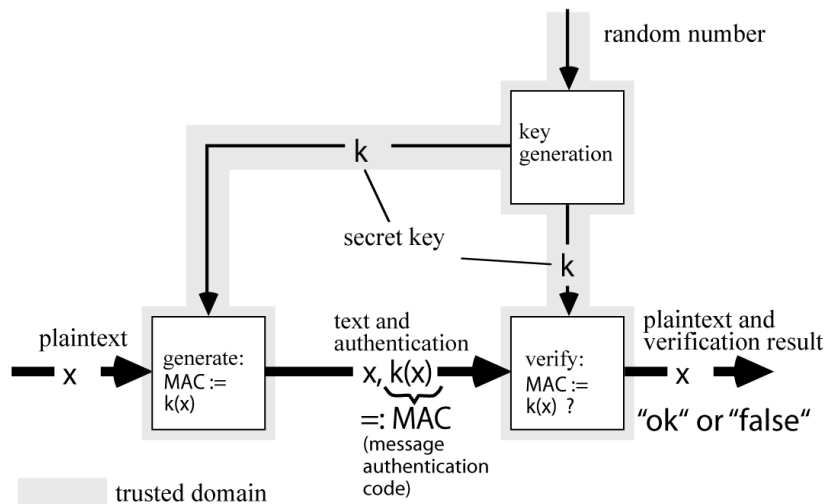 random number
key
generation
k
secret key
k
plaintext
x
generate:
MAC :=
k(x)
text and
authentication
x, k(x)
=: MAC
(message
authentication
code)
verify:
MAC :=
k(x) ?
plaintext and
verification result
x
“ok“ or “false“
trusted domain